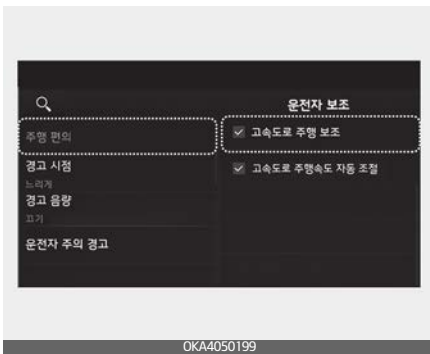 운전자 보조
주행 편의
경고 시점
느리게
경고 음량
끄기
운전자 주의 경고
고속도로 주행 보조
고속도로 주행속도 자동 조절
OKA4050199